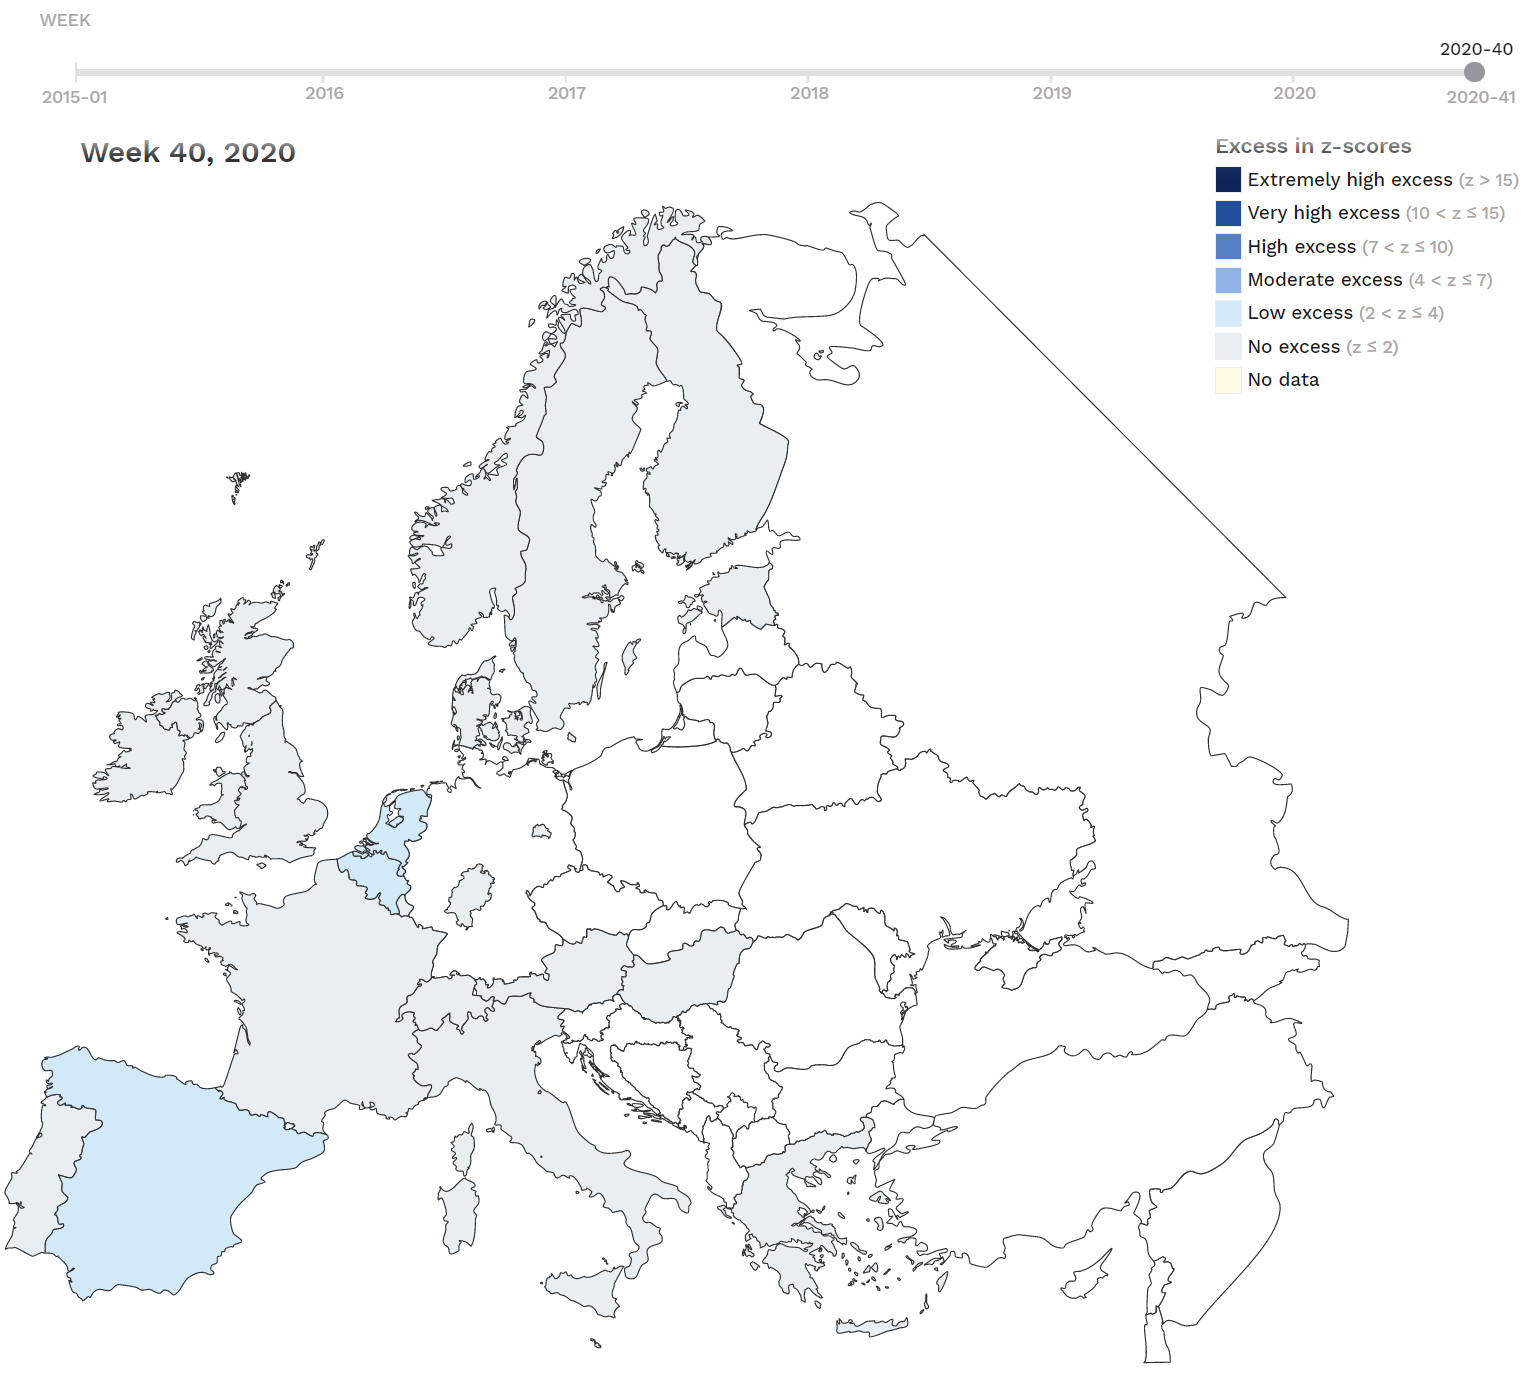 WEEK
2020-40
2015-01 2016 2017 2018 2019 2020 2020-41
Week 40, 2020
Excess in z-scores
Extremely high excess (z > 15)
Very high excess (10 < z ≤ 15)
High excess (7 < z ≤ 10)
Moderate excess (4 < z ≤ 7)
Low excess (2 < z ≤ 4)
No excess (z ≤ 2)
No data